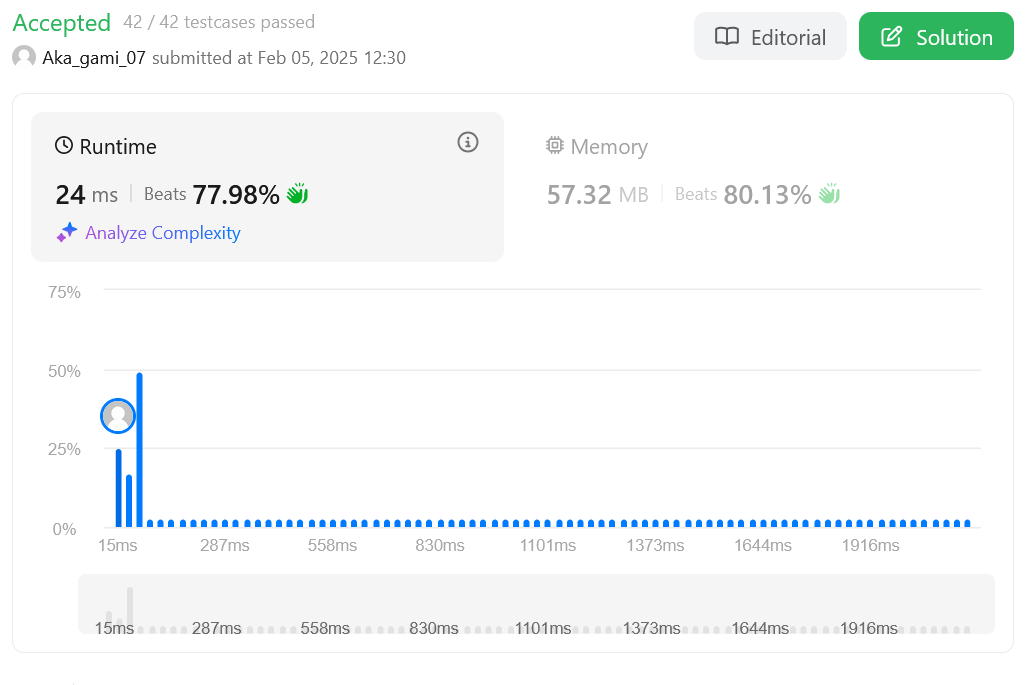 Accepted 42 / 42 testcases passed
Aka_gami_07 submitted at Feb 05, 2025 12:30
Editorial
Solution
Runtime
24 ms Beats 77.98%
Analyze Complexity
Memory
57.32 MB Beats 80.13%
75%
50%
25%
0%
15ms 287ms 558ms 830ms 1101ms 1373ms 1644ms 1916ms
15ms 287ms 558ms 830ms 1101ms 1373ms 1644ms 1916ms